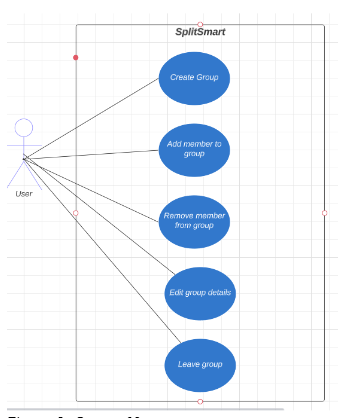 SplitSmart
Create Group
Add member to
group
Remove member
from group
User
Edit group details
Leave group